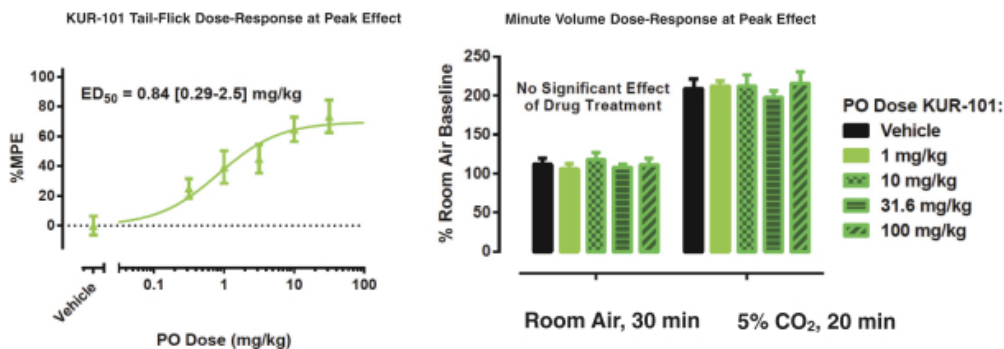 KUR-101 Tail-Flick Dose-Response at Peak Effect
%MPE
100
80
60
40
20
0
ED50 = 0.84 [0.29-2.5] mg/kg
Vehicle
0.1
1
10
100
PO Dose (mg/kg)
Minute Volume Dose-Response at Peak Effect
% Room Air Baseline
250
200
150
100
50
0
No Significant Effect
of Drug Treatment
Room Air, 30 min
5% CO2, 20 min
PO Dose KUR-101:
Vehicle
1 mg/kg
10 mg/kg
31.6 mg/kg
100 mg/kg